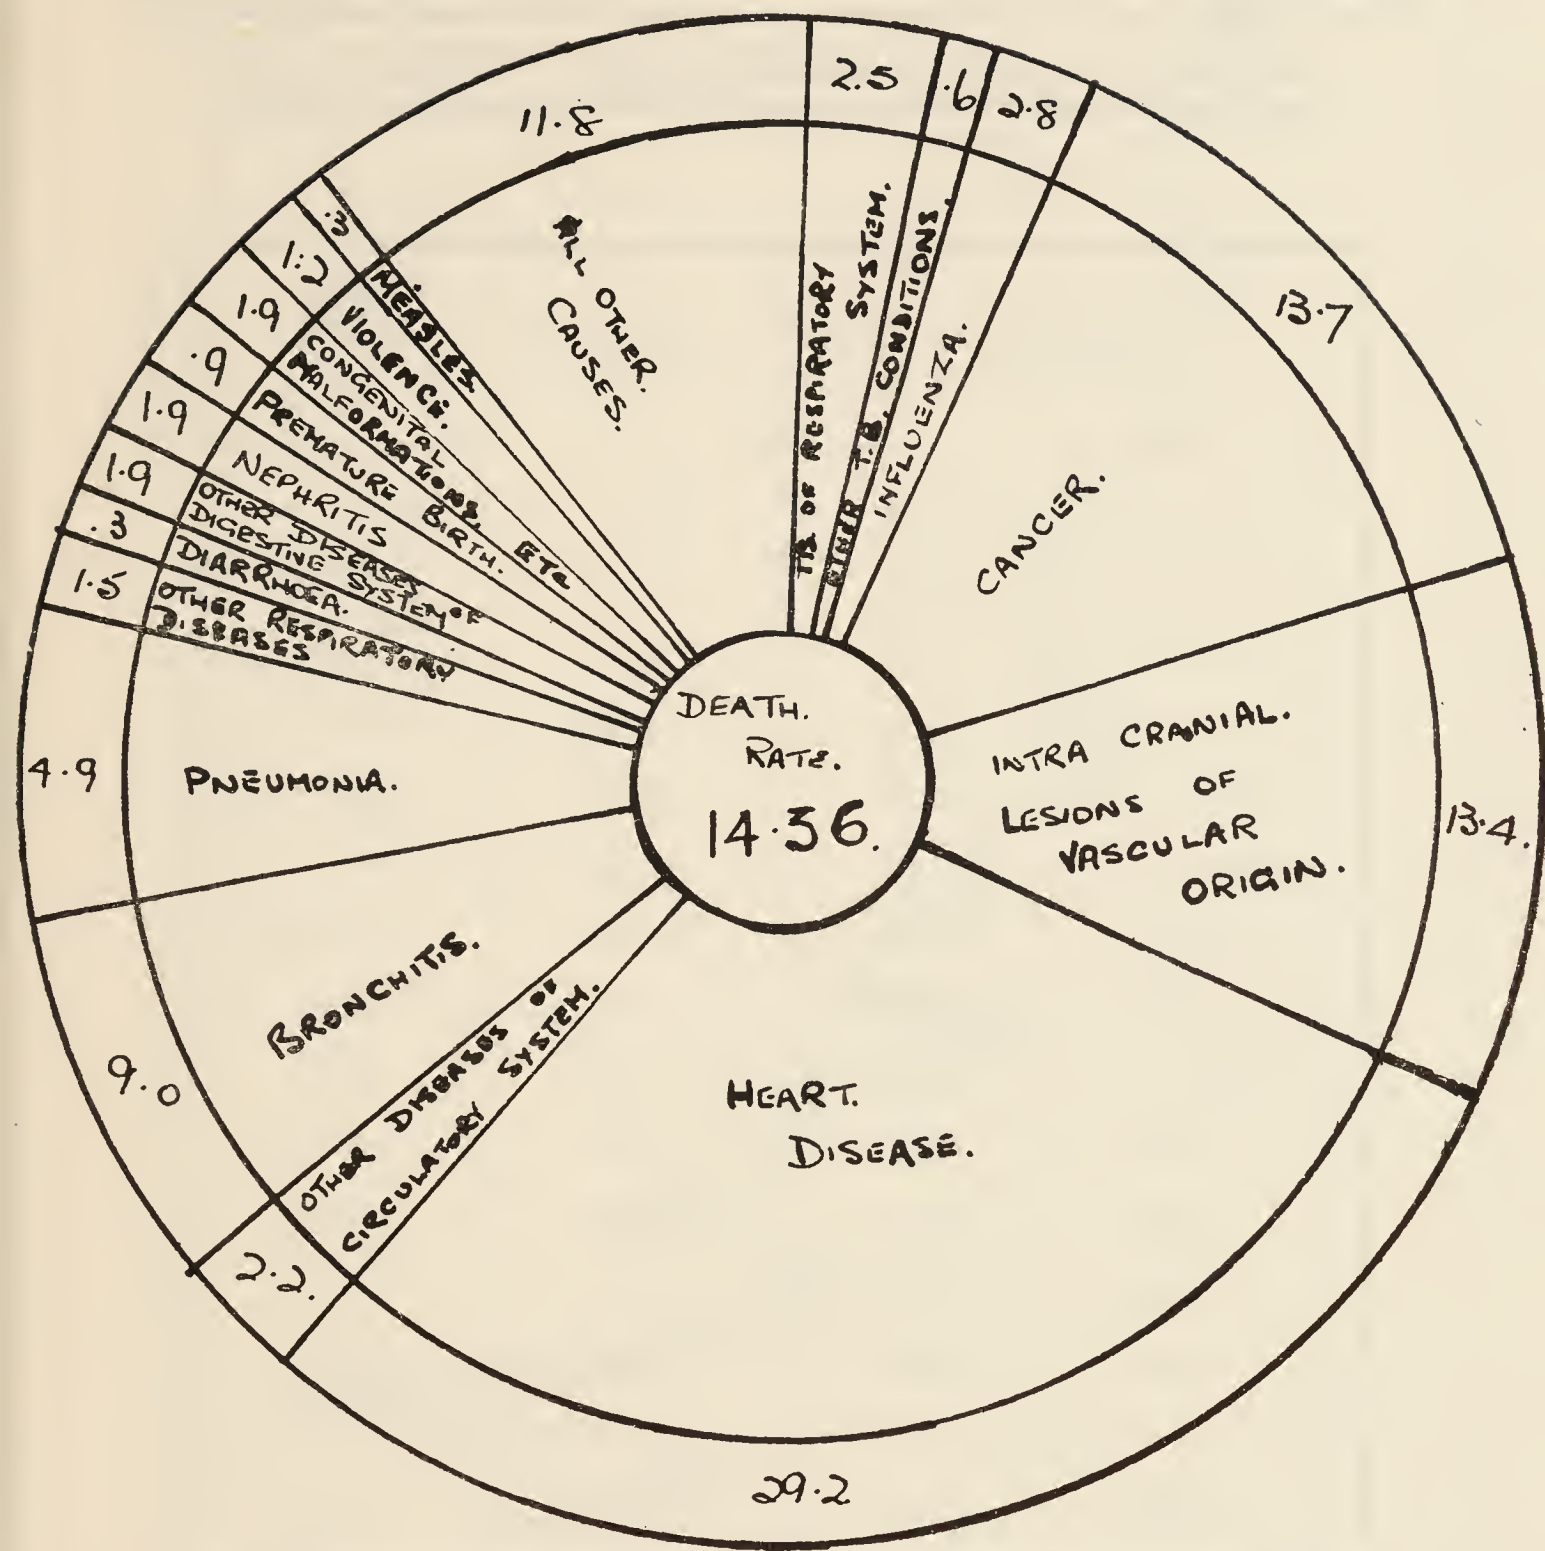 2.5
TB. OF RESPIRATORY
SYSTEM.
.6
OTHER T.B. CONDITIONS.
2.8
INFLUENZA.
13.7
CANCER.
13.4.
INTRA CRANIAL.
LESIONS OF
VASCULAR
ORIGIN.
29.2
HEART.
DISEASE.
2.2.
OTHER DISEASES OF
CIRCULATORY SYSTEM.
9.0
BRONCHITIS.
4.9
PNEUMONIA.
1.5
OTHER RESPIRATORY
DISEASES
.3
DIARRHOEA.
1.9
OTHER DISEASES OF
DIGESTIVE SYSTEM
1.9
NEPHRITIS
.9
PREMATURE BIRTH.
1.9
CONGENITAL
MALFORMATIONS, ETC
1.2
VIOLENCE.
.3
MEASLES.
11.8
ALL OTHER.
CAUSES.
DEATH.
RATE.
14.36.